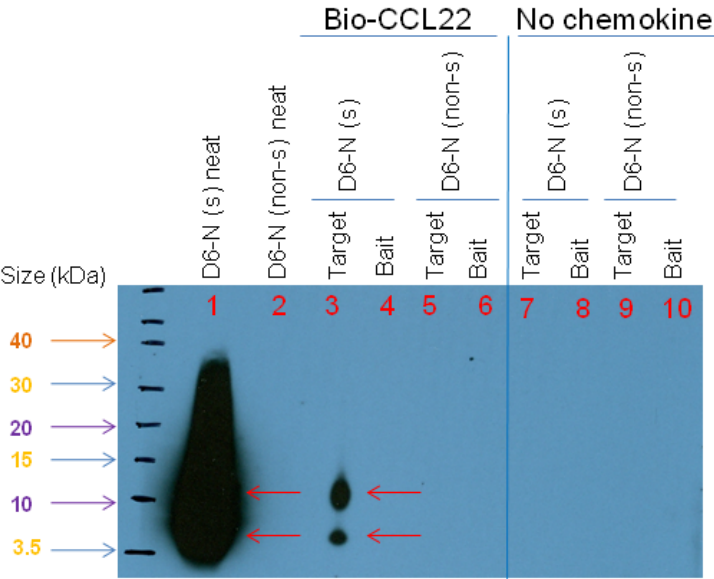 Bio-CCL22
No chemokine
D6-N (s) neat
D6-N (non-s) neat
D6-N (s)
D6-N (non-s)
D6-N (s)
D6-N (non-s)
Target
Bait
Target
Bait
Target
Bait
Target
Bait
Size (kDa)
1 2 3 4 5 6 7 8 9 10
40
30
20
15
10
3.5